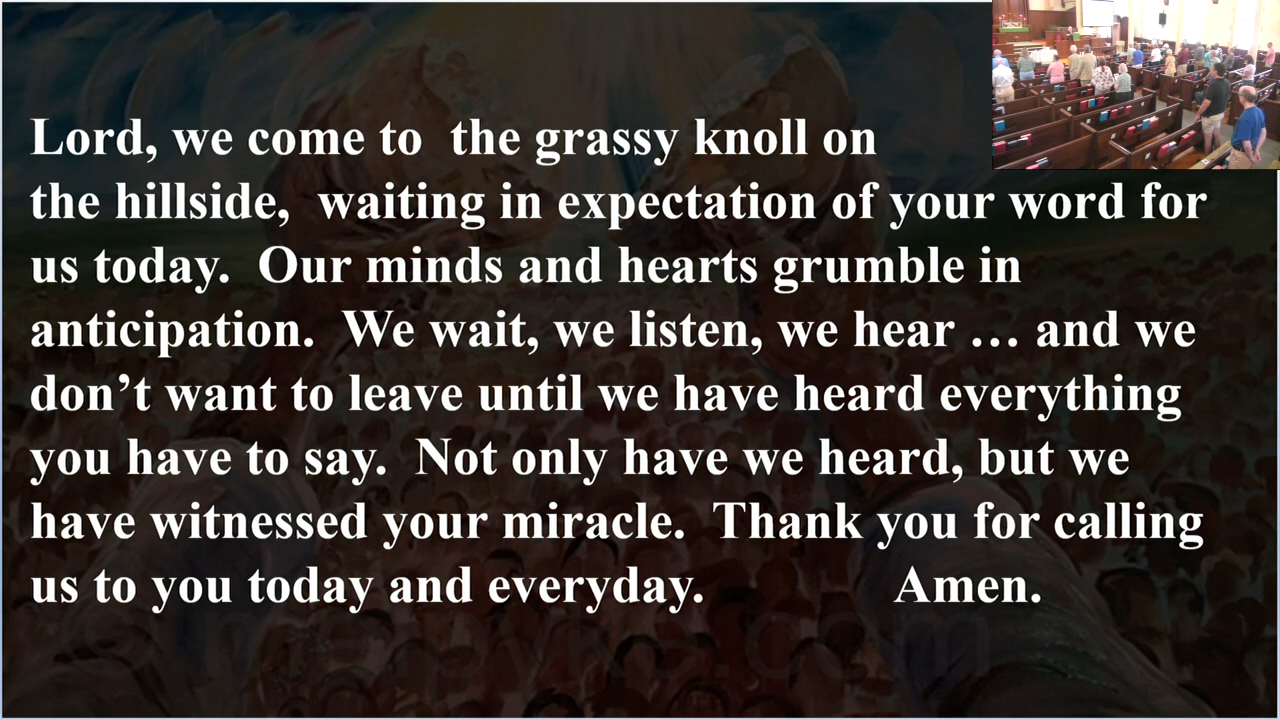 Lord, we come to  the grassy knoll on
the hillside,  waiting in expectation of your word for
us today.  Our minds and hearts grumble in
anticipation.  We wait, we listen, we hear … and we
don’t want to leave until we have heard everything
you have to say.  Not only have we heard, but we
have witnessed your miracle.  Thank you for calling
us to you today and everyday.                Amen.